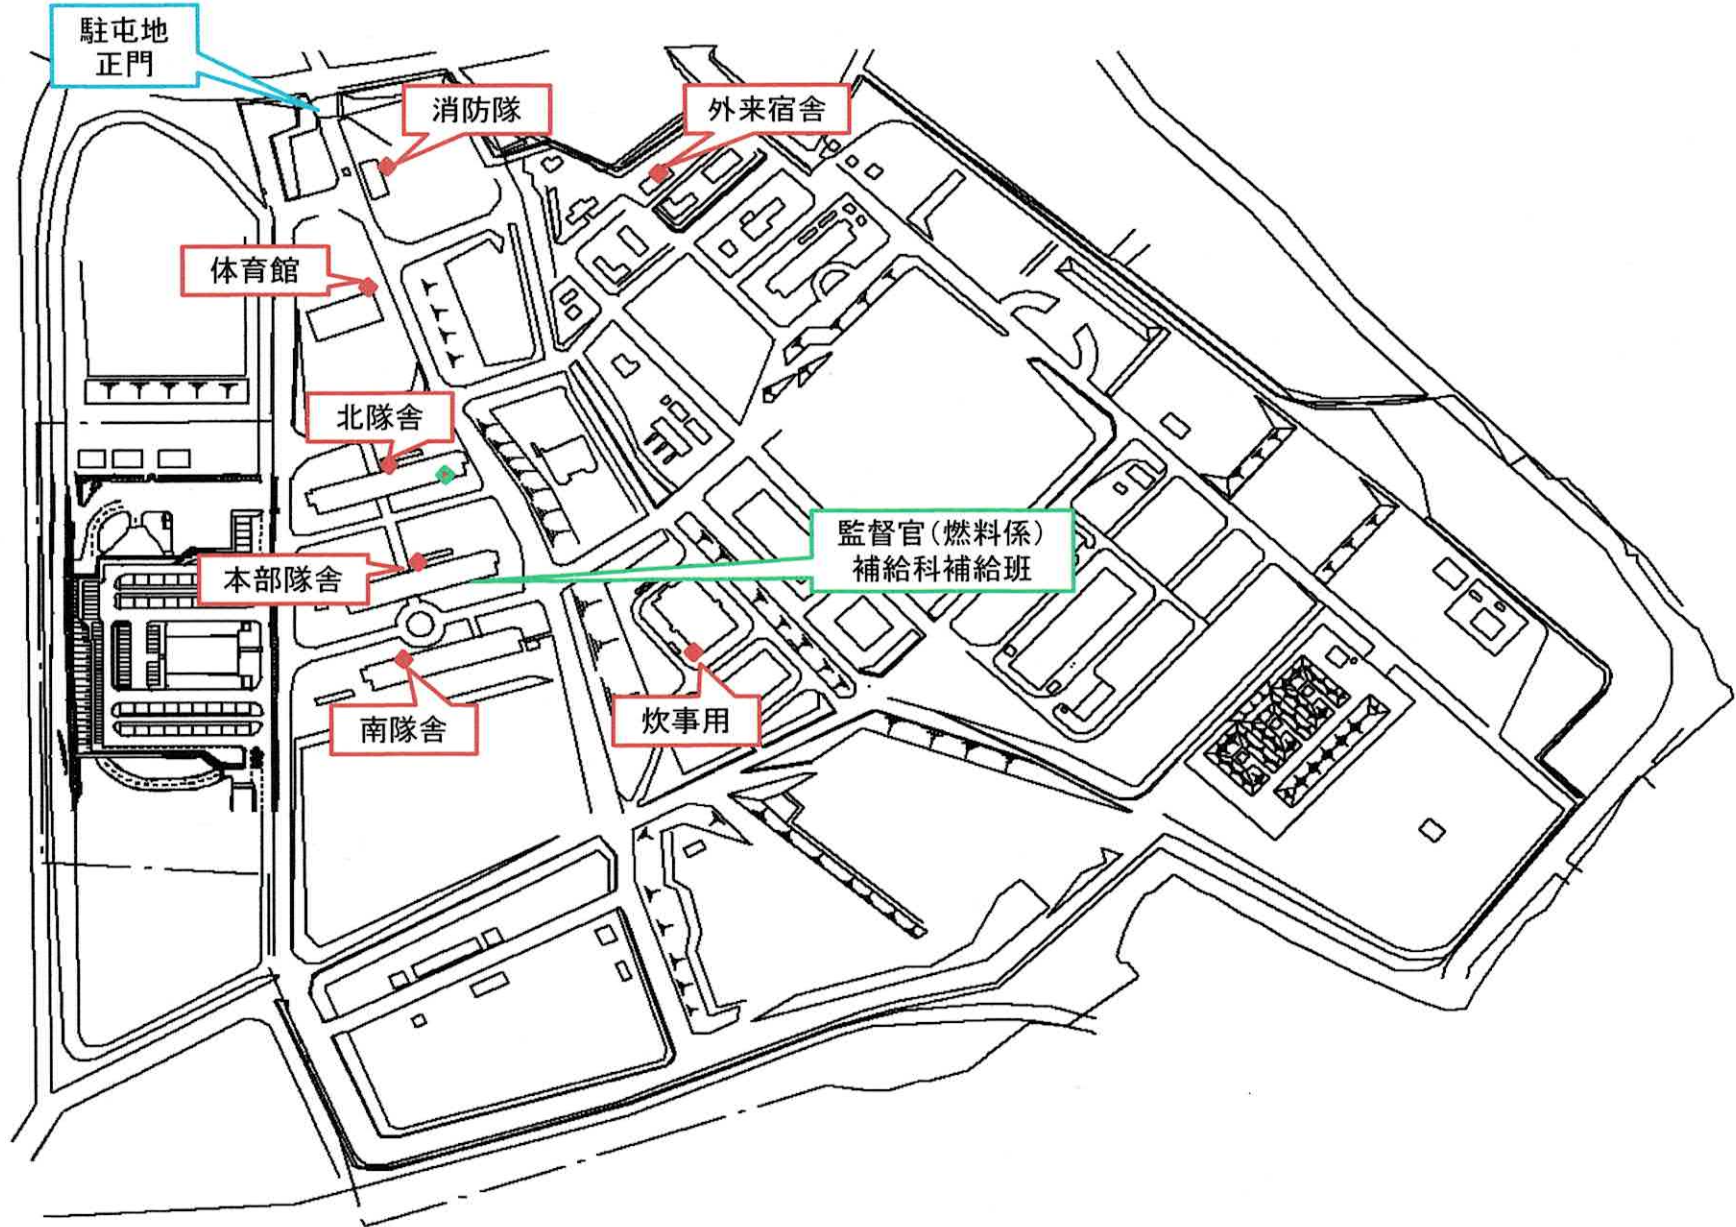 駐屯地
正門
消防隊
外来宿舎
体育館
北隊舎
監督官(燃料係)
補給科補給班
本部隊舎
南隊舎
炊事用